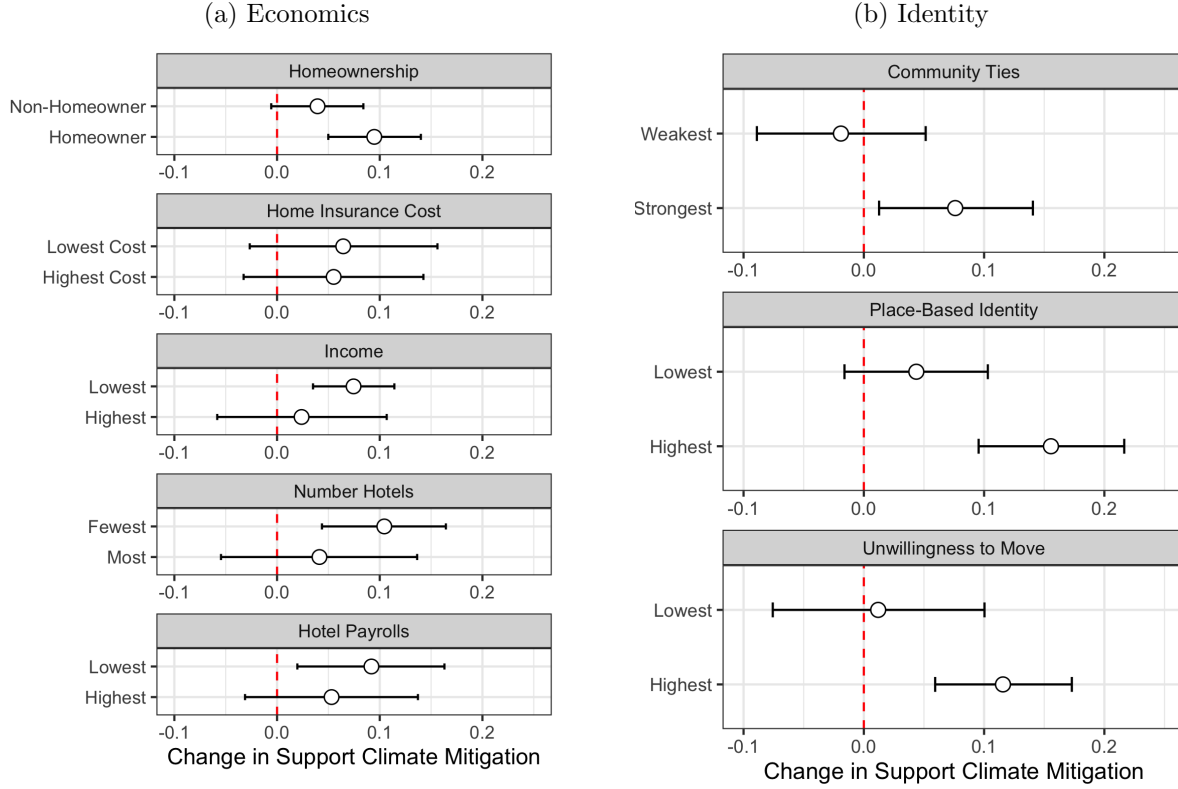 (a) Economics
Homeownership
Non-Homeowner
Homeowner
-0.1 0.0 0.1 0.2
Home Insurance Cost
Lowest Cost
Highest Cost
-0.1 0.0 0.1 0.2
Income
Lowest
Highest
-0.1 0.0 0.1 0.2
Number Hotels
Fewest
Most
-0.1 0.0 0.1 0.2
Hotel Payrolls
Lowest
Highest
-0.1 0.0 0.1 0.2
Change in Support Climate Mitigation
(b) Identity
Community Ties
Weakest
Strongest
-0.1 0.0 0.1 0.2
Place-Based Identity
Lowest
Highest
-0.1 0.0 0.1 0.2
Unwillingness to Move
Lowest
Highest
-0.1 0.0 0.1 0.2
Change in Support Climate Mitigation